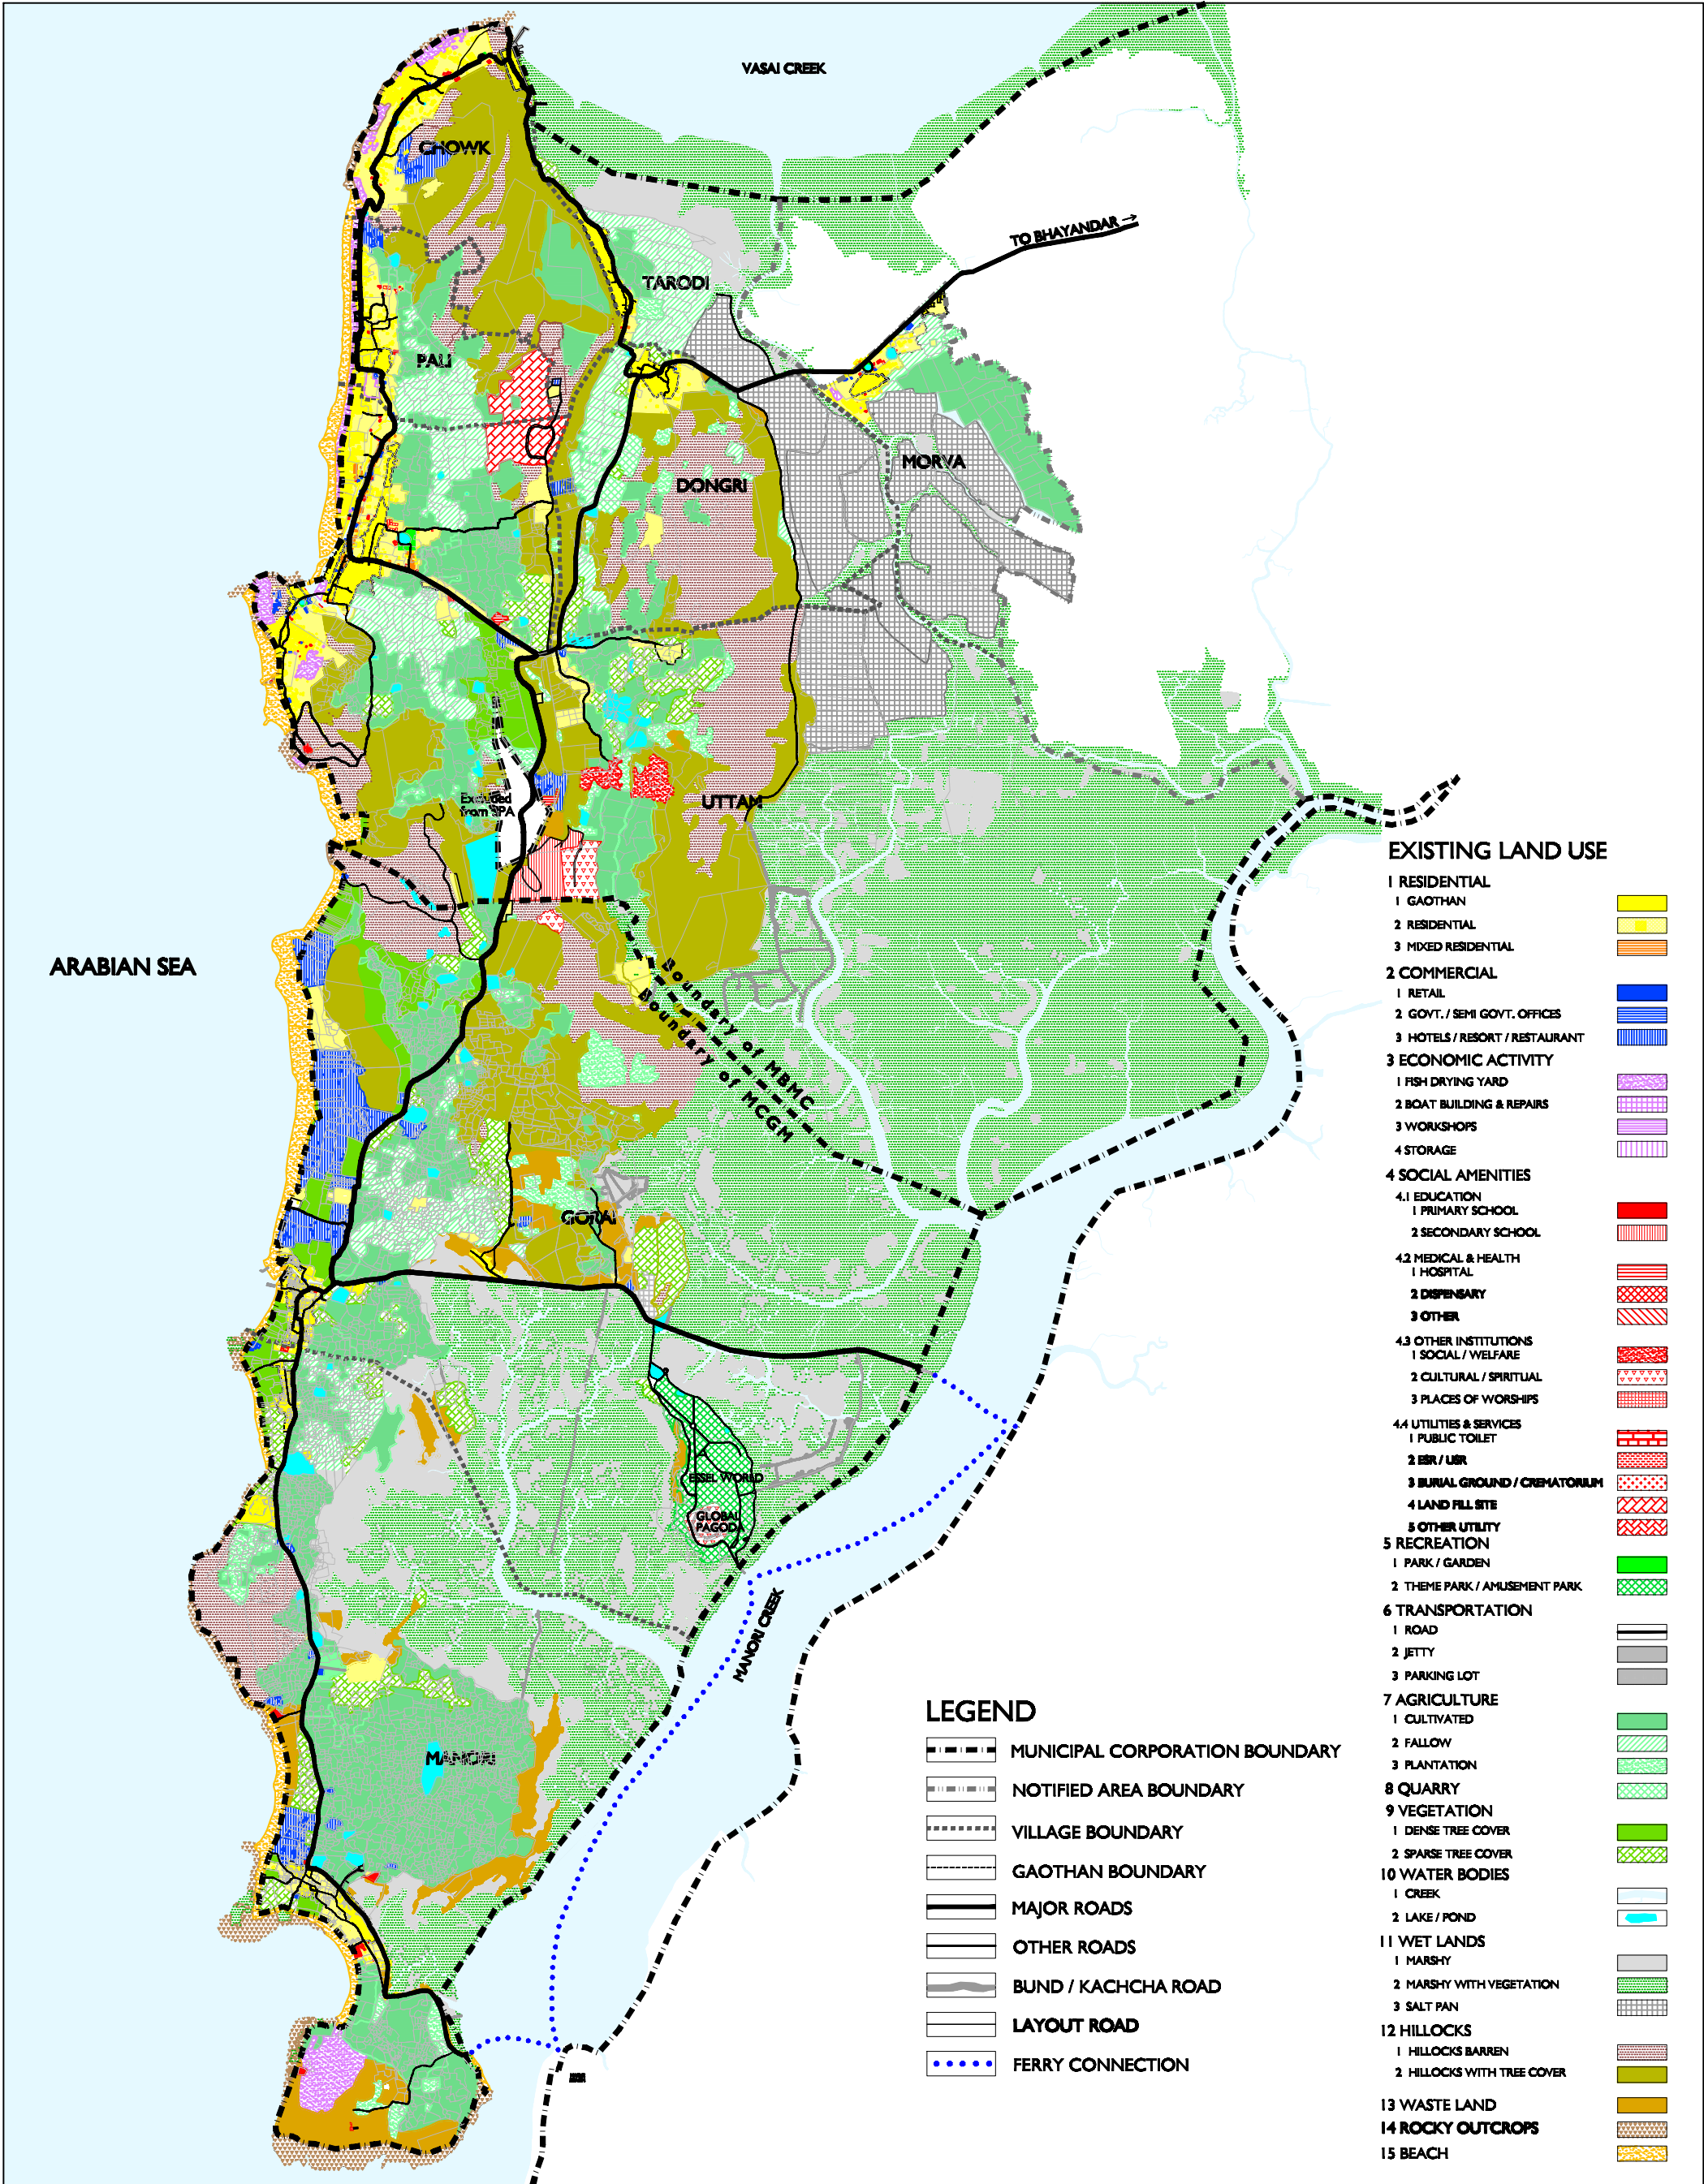 VASAI CREEK
CHOWK
TO BHAYANDAR →
TARODI
PALI
MORVA
DONGRI
UTTAN
Excluded
from SPA
ARABIAN SEA
Boundary of MBMC
Boundary of MCGM
GORAI
ESSEL WORLD
GLOBAL
PAGODA
MANORI CREEK
MANORI
LEGEND
MUNICIPAL CORPORATION BOUNDARY
NOTIFIED AREA BOUNDARY
VILLAGE BOUNDARY
GAOTHAN BOUNDARY
MAJOR ROADS
OTHER ROADS
BUND / KACHCHA ROAD
LAYOUT ROAD
FERRY CONNECTION
EXISTING LAND USE
1 RESIDENTIAL
1 GAOTHAN
2 RESIDENTIAL
3 MIXED RESIDENTIAL
2 COMMERCIAL
1 RETAIL
2 GOVT. / SEMI GOVT. OFFICES
3 HOTELS / RESORT / RESTAURANT
3 ECONOMIC ACTIVITY
1 FISH DRYING YARD
2 BOAT BUILDING & REPAIRS
3 WORKSHOPS
4 STORAGE
4 SOCIAL AMENITIES
4.1 EDUCATION
1 PRIMARY SCHOOL
2 SECONDARY SCHOOL
4.2 MEDICAL & HEALTH
1 HOSPITAL
2 DISPENSARY
3 OTHER
4.3 OTHER INSTITUTIONS
1 SOCIAL / WELFARE
2 CULTURAL / SPIRITUAL
3 PLACES OF WORSHIPS
4.4 UTILITIES & SERVICES
1 PUBLIC TOILET
2 ESR / USR
3 BURIAL GROUND / CREMATORIUM
4 LAND FILL SITE
5 OTHER UTILITY
5 RECREATION
1 PARK / GARDEN
2 THEME PARK / AMUSEMENT PARK
6 TRANSPORTATION
1 ROAD
2 JETTY
3 PARKING LOT
7 AGRICULTURE
1 CULTIVATED
2 FALLOW
3 PLANTATION
8 QUARRY
9 VEGETATION
1 DENSE TREE COVER
2 SPARSE TREE COVER
10 WATER BODIES
1 CREEK
2 LAKE / POND
11 WET LANDS
1 MARSHY
2 MARSHY WITH VEGETATION
3 SALT PAN
12 HILLOCKS
1 HILLOCKS BARREN
2 HILLOCKS WITH TREE COVER
13 WASTE LAND
14 ROCKY OUTCROPS
15 BEACH